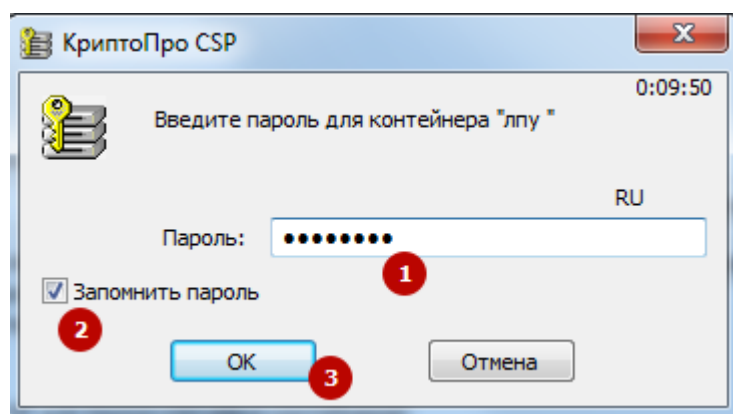 КриптоПро CSP
0:09:50
Введите пароль для контейнера "лпу "
RU
Пароль: ●●●●●●●●
1
Запомнить пароль
2
OK
3
Отмена